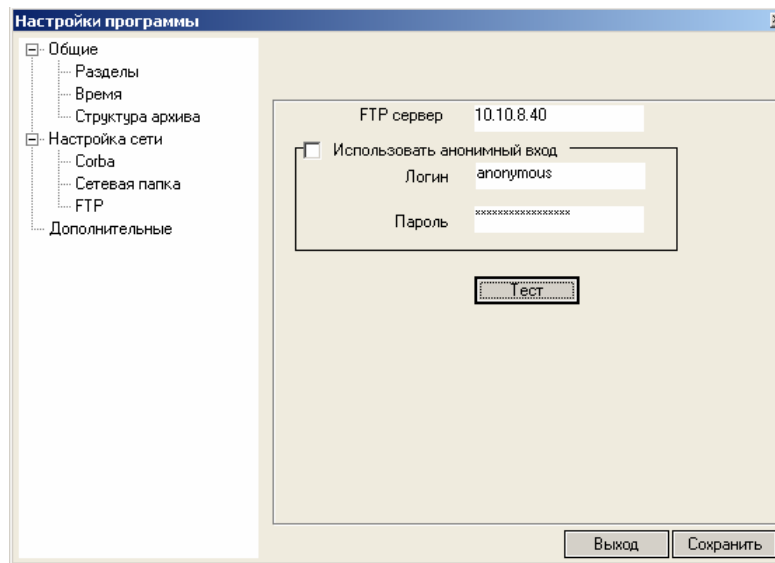 Настройки программы
Общие
Разделы
Время
Структура архива
Настройка сети
Corba
Сетевая папка
FTP
Дополнительные
FTP сервер 10.10.8.40
Использовать анонимный вход
Логин anonymous
Пароль ****************
Тест
Выход Сохранить